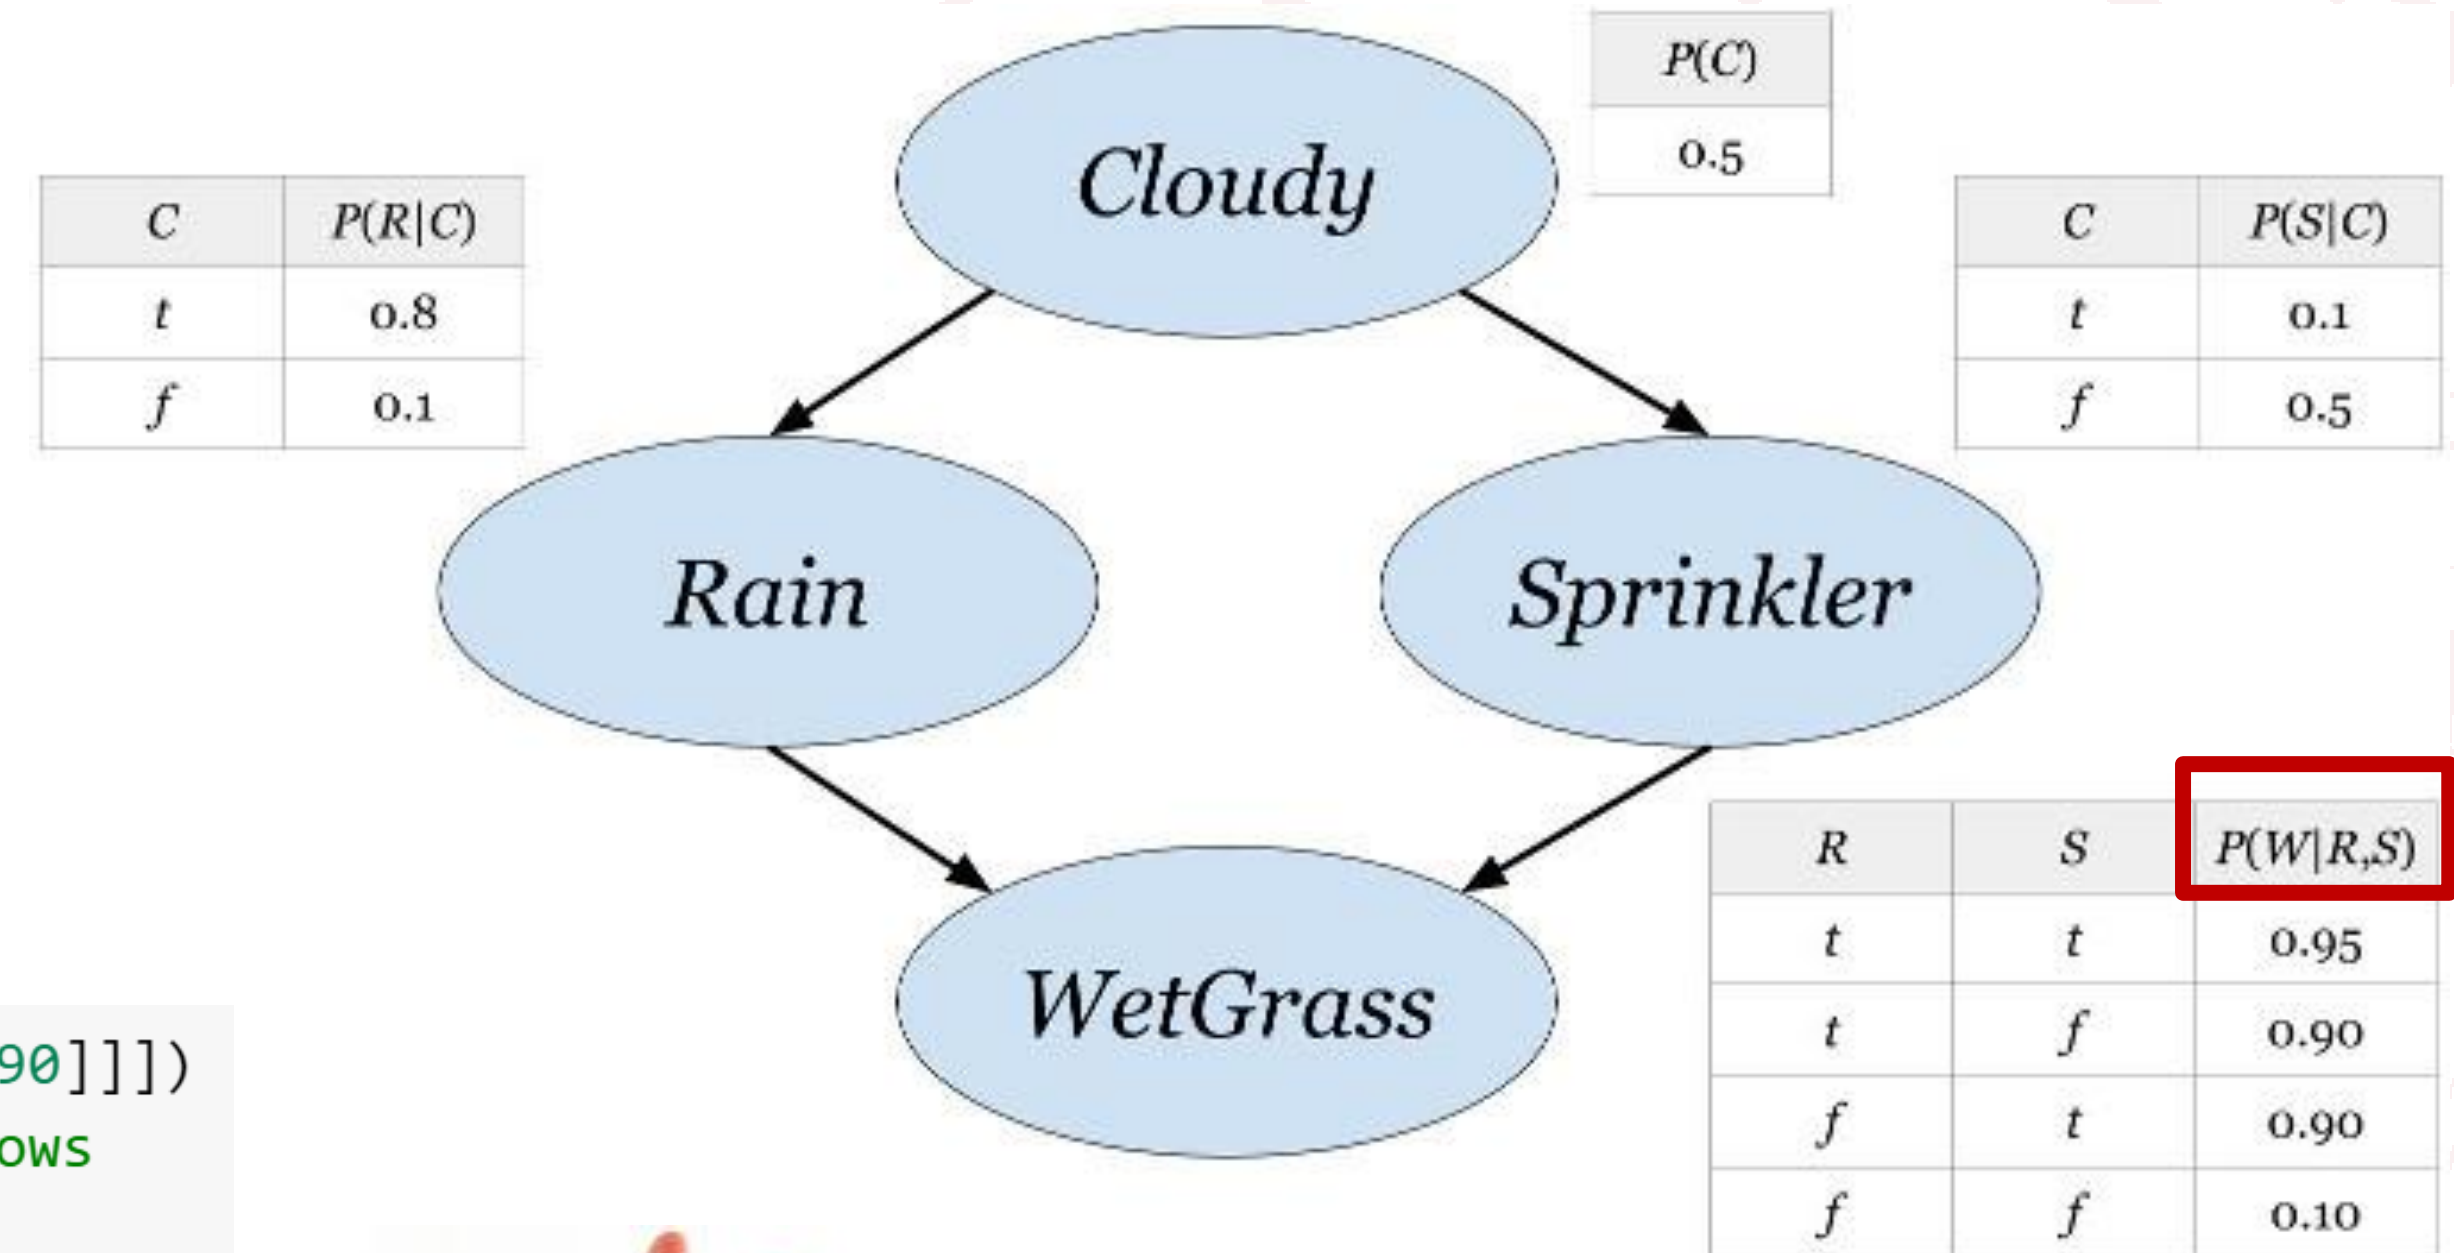 P(C)
0.5
Cloudy
C P(R|C)
t 0.8
f 0.1
C P(S|C)
t 0.1
f 0.5
Rain
Sprinkler
WetGrass
R S P(W|R,S)
t t 0.95
t f 0.90
f t 0.90
f f 0.10
90]]])
ows